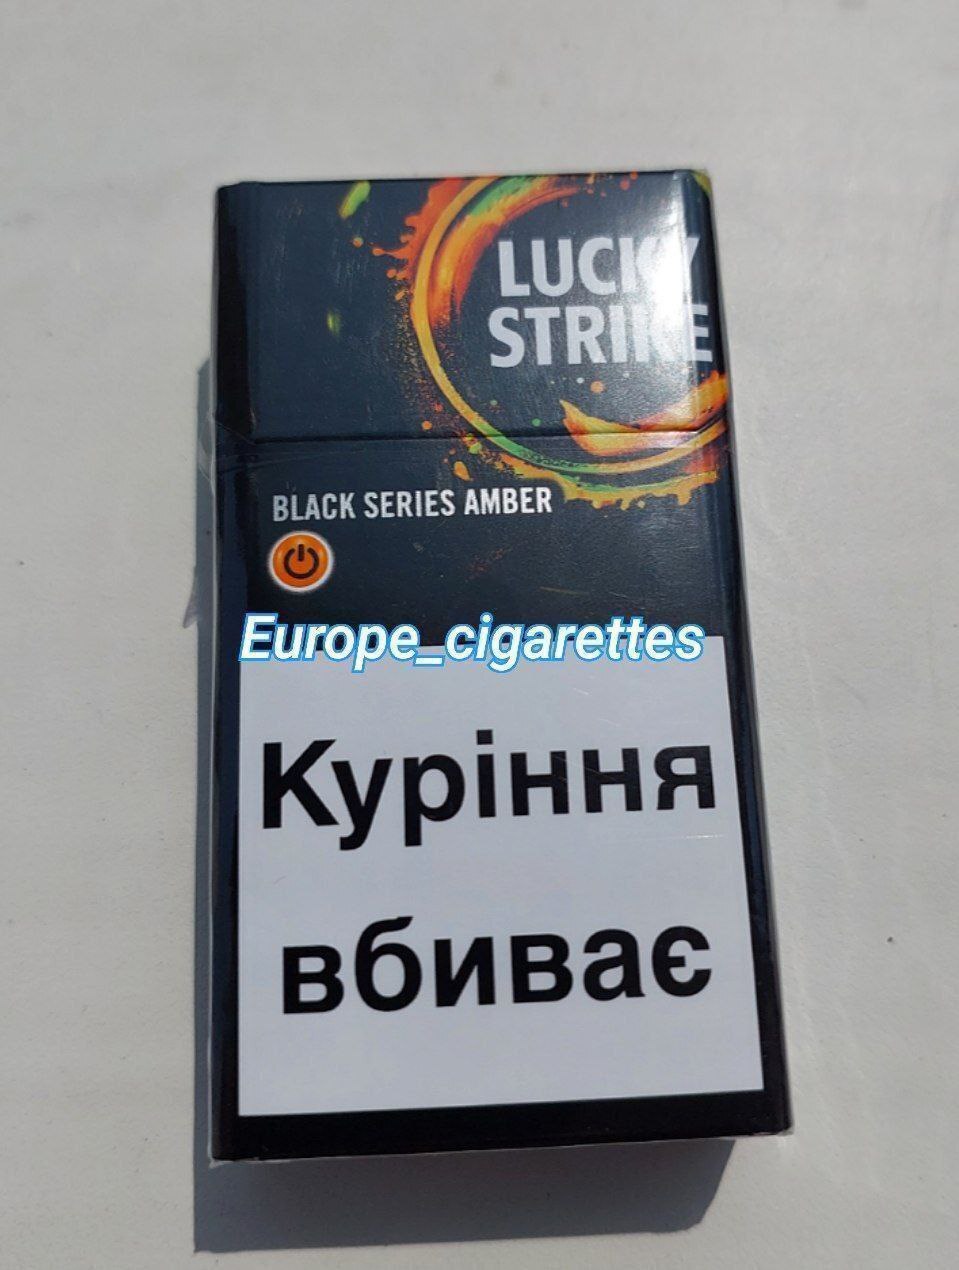 LUCKY
STRIKE
BLACK SERIES AMBER
Europe_cigarettes
Куріння
вбиває